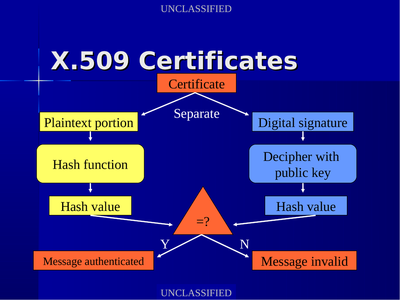 UNCLASSIFIED
X.509 Certificates
Certificate
Separate
Plaintext portion
Digital signature
Hash function
Decipher with
public key
Hash value
Hash value
=?
Y
N
Message authenticated
Message invalid
UNCLASSIFIED